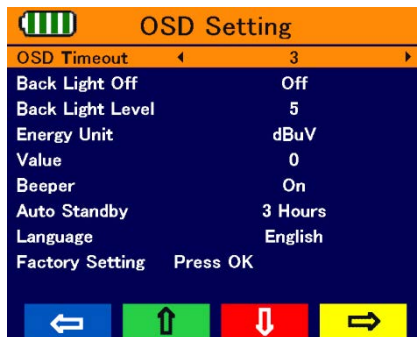 OSD Setting
OSD Timeout 3
Back Light Off Off
Back Light Level 5
Energy Unit dBuV
Value 0
Beeper On
Auto Standby 3 Hours
Language English
Factory Setting Press OK